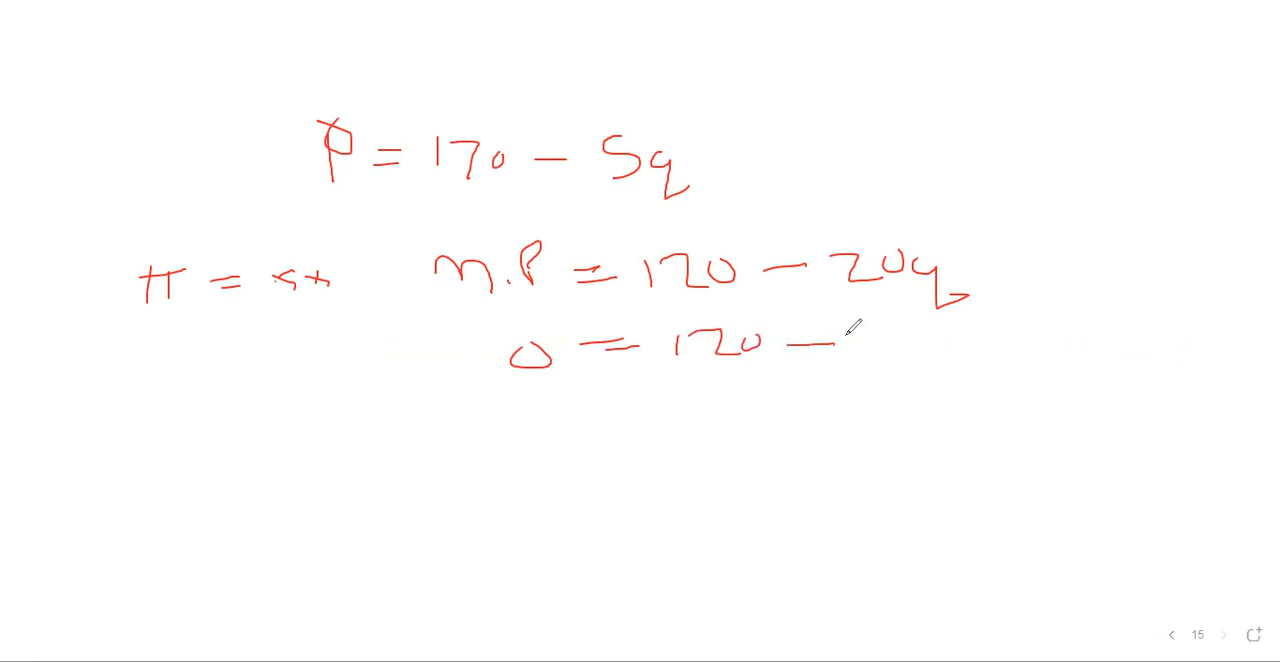 P = 170 - 5q
π = ** M.P = 120 - 20q
0 = 120 -
15